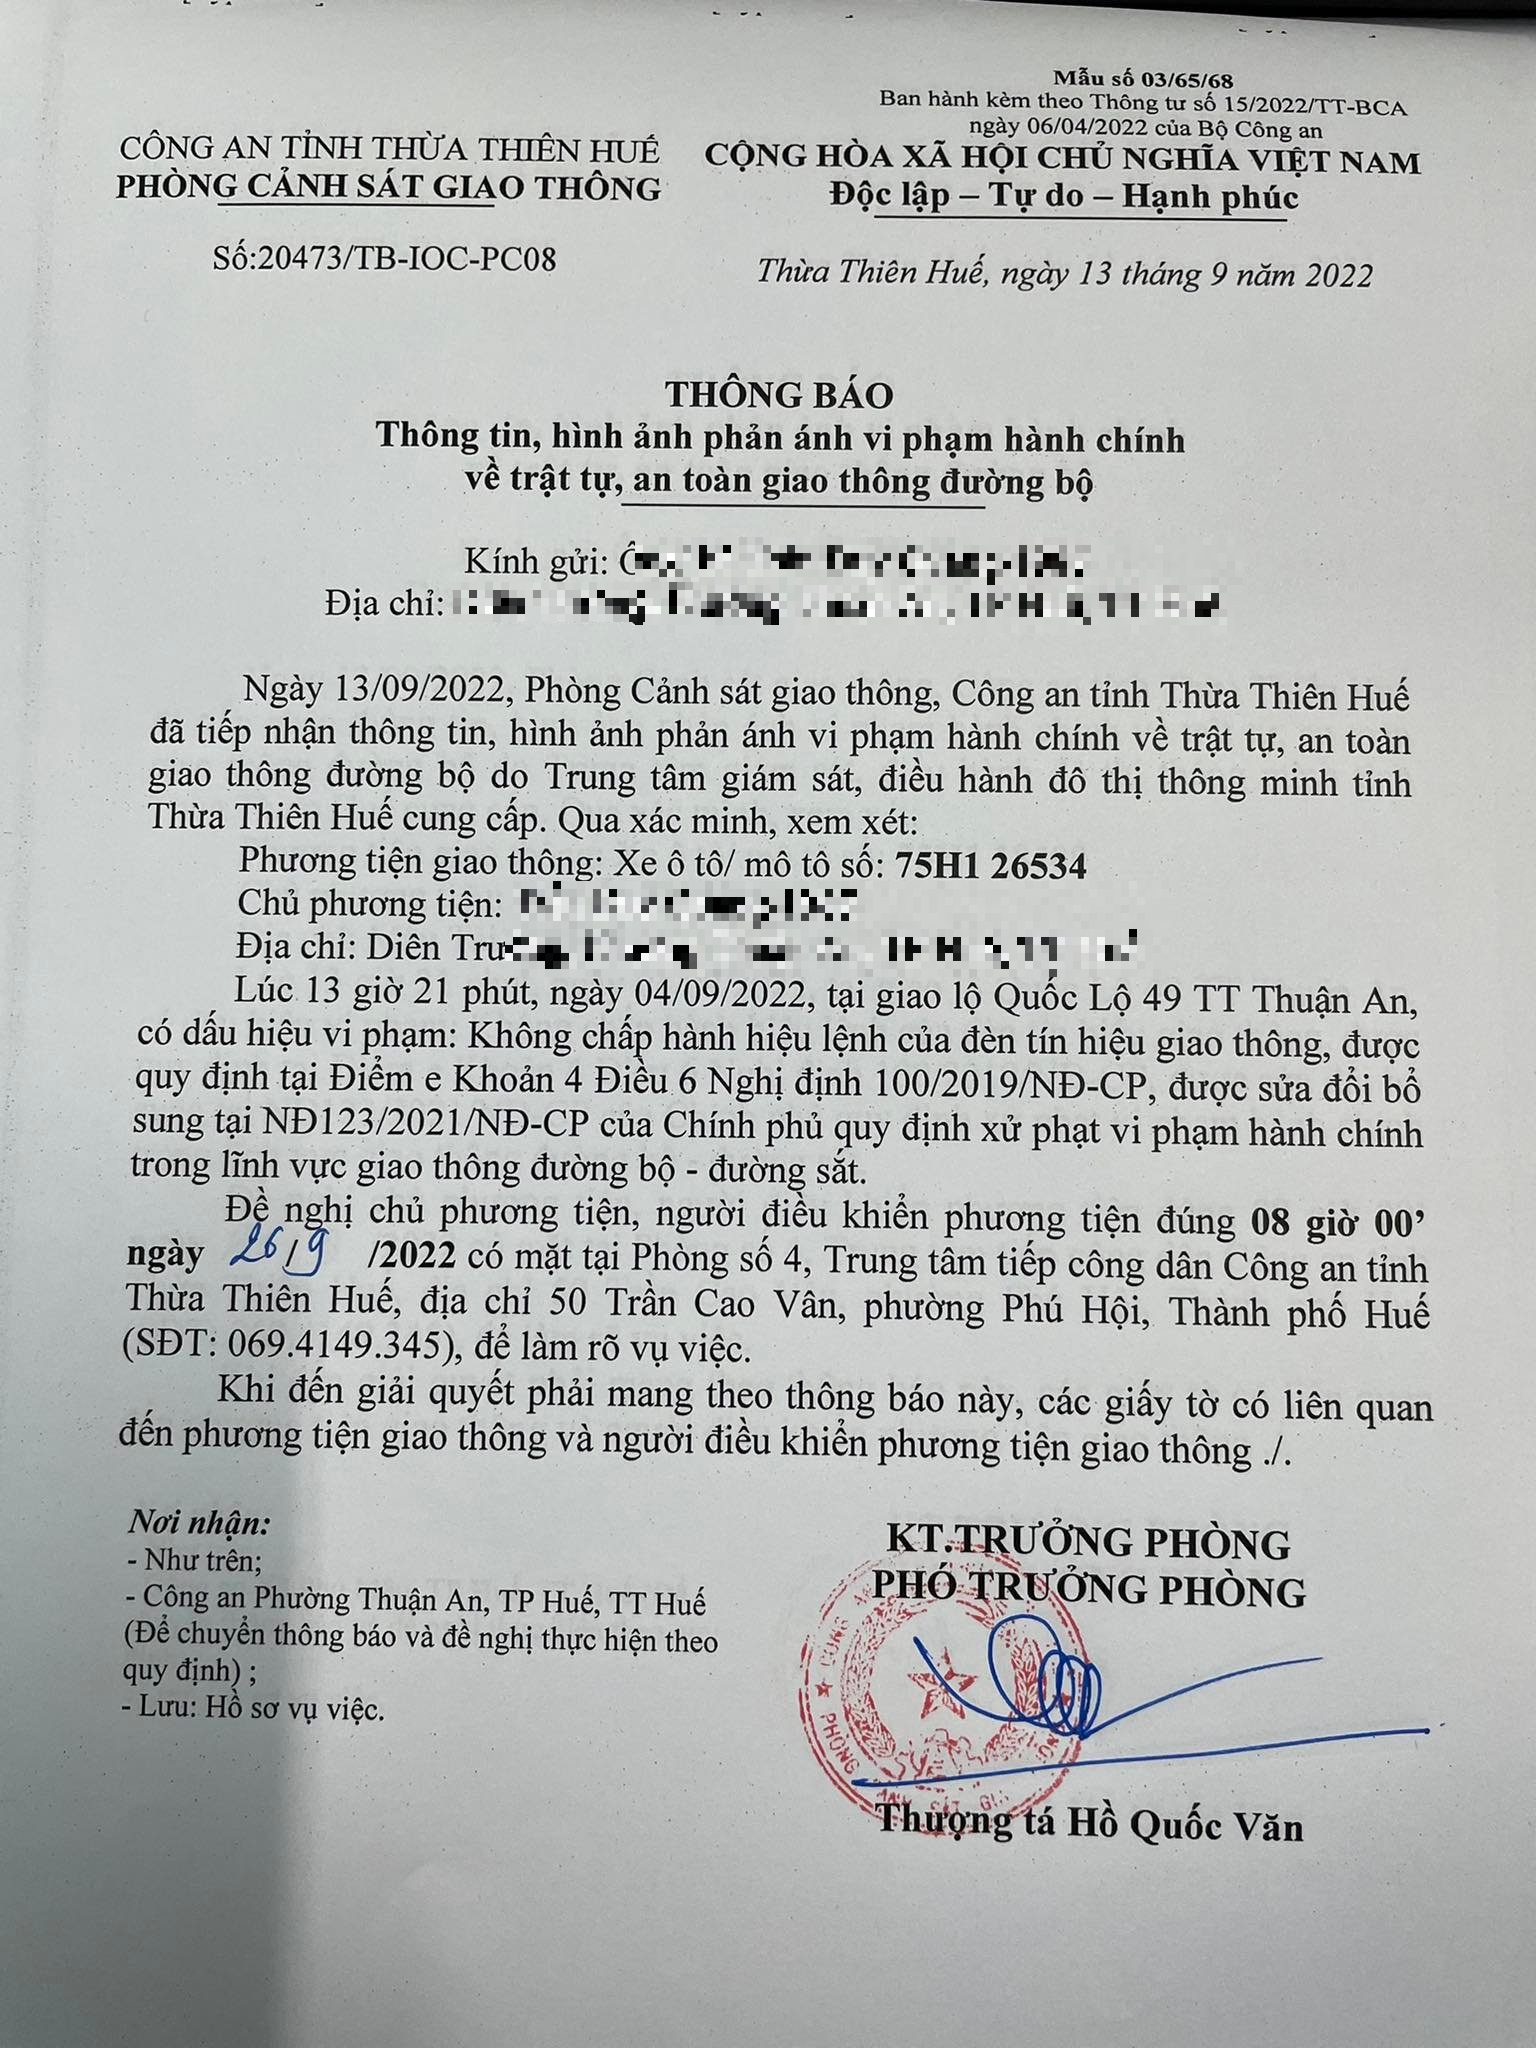 Mẫu số 03/65/68
Ban hành kèm theo Thông tư số 15/2022/TT-BCA
ngày 06/04/2022 của Bộ Công an
CÔNG AN TỈNH THỪA THIÊN HUẾ
PHÒNG CẢNH SÁT GIAO THÔNG
CỘNG HÒA XÃ HỘI CHỦ NGHĨA VIỆT NAM
Độc lập – Tự do – Hạnh phúc
Số:20473/TB-IOC-PC08
Thừa Thiên Huế, ngày 13 tháng 9 năm 2022
THÔNG BÁO
Thông tin, hình ảnh phản ánh vi phạm hành chính
về trật tự, an toàn giao thông đường bộ
Kính gửi:
Địa chỉ:
Ngày 13/09/2022, Phòng Cảnh sát giao thông, Công an tỉnh Thừa Thiên Huế
đã tiếp nhận thông tin, hình ảnh phản ánh vi phạm hành chính về trật tự, an toàn
giao thông đường bộ do Trung tâm giám sát, điều hành đô thị thông minh tỉnh
Thừa Thiên Huế cung cấp. Qua xác minh, xem xét:
Phương tiện giao thông: Xe ô tô/ mô tô số: 75H1 26534
Chủ phương tiện:
Địa chỉ: Diên
Lúc 13 giờ 21 phút, ngày 04/09/2022, tại giao lộ Quốc Lộ 49 TT Thuận An,
có dấu hiệu vi phạm: Không chấp hành hiệu lệnh của đèn tín hiệu giao thông, được
quy định tại Điểm e Khoản 4 Điều 6 Nghị định 100/2019/NĐ-CP, được sửa đổi bổ
sung tại NĐ123/2021/NĐ-CP của Chính phủ quy định xử phạt vi phạm hành chính
trong lĩnh vực giao thông đường bộ - đường sắt.
Đề nghị chủ phương tiện, người điều khiển phương tiện đúng 08 giờ 00’
ngày 26/9 /2022 có mặt tại Phòng số 4, Trung tâm tiếp công dân Công an tỉnh
Thừa Thiên Huế, địa chỉ 50 Trần Cao Vân, phường Phú Hội, Thành phố Huế
(SĐT: 069.4149.345), để làm rõ vụ việc.
Khi đến giải quyết phải mang theo thông báo này, các giấy tờ có liên quan
đến phương tiện giao thông và người điều khiển phương tiện giao thông ./.
Nơi nhận:
- Như trên;
- Công an Phường Thuận An, TP Huế, TT Huế
(Để chuyển thông báo và đề nghị thực hiện theo
quy định) ;
- Lưu: Hồ sơ vụ việc.
KT.TRƯỞNG PHÒNG
PHÓ TRƯỞNG PHÒNG
Thượng tá Hồ Quốc Văn